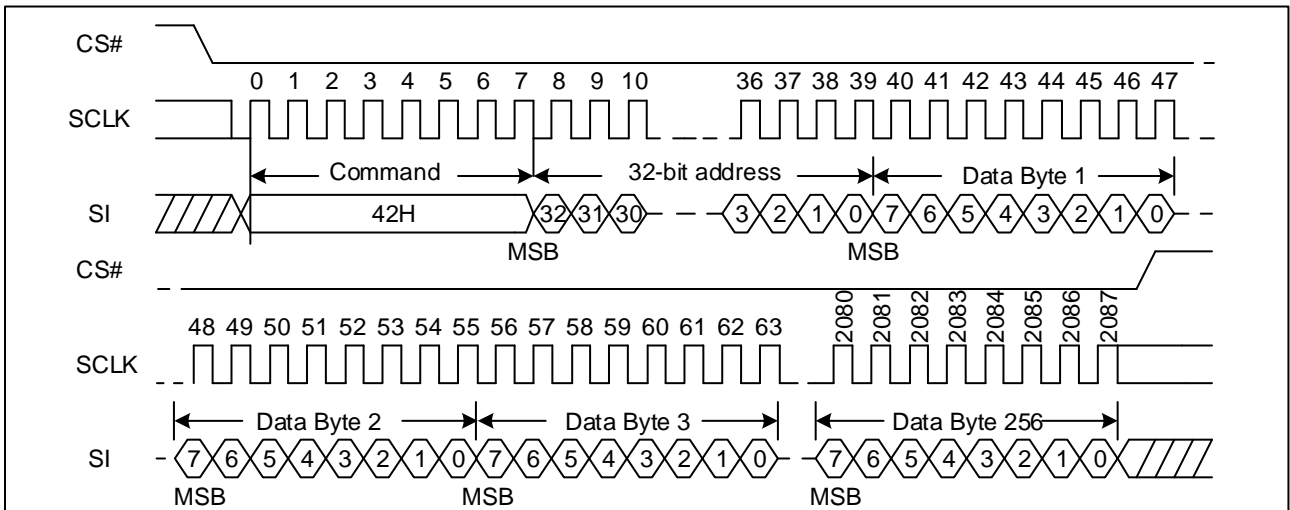 CS#
0 1 2 3 4 5 6 7 8 9 10 36 37 38 39 40 41 42 43 44 45 46 47
SCLK
Command 32-bit address Data Byte 1
SI 42H 32 31 30 3 2 1 0 7 6 5 4 3 2 1 0
MSB MSB
CS#
48 49 50 51 52 53 54 55 56 57 58 59 60 61 62 63 2080 2081 2082 2083 2084 2085 2086 2087
SCLK
Data Byte 2 Data Byte 3 Data Byte 256
SI 7 6 5 4 3 2 1 0 7 6 5 4 3 2 1 0 7 6 5 4 3 2 1 0
MSB MSB MSB